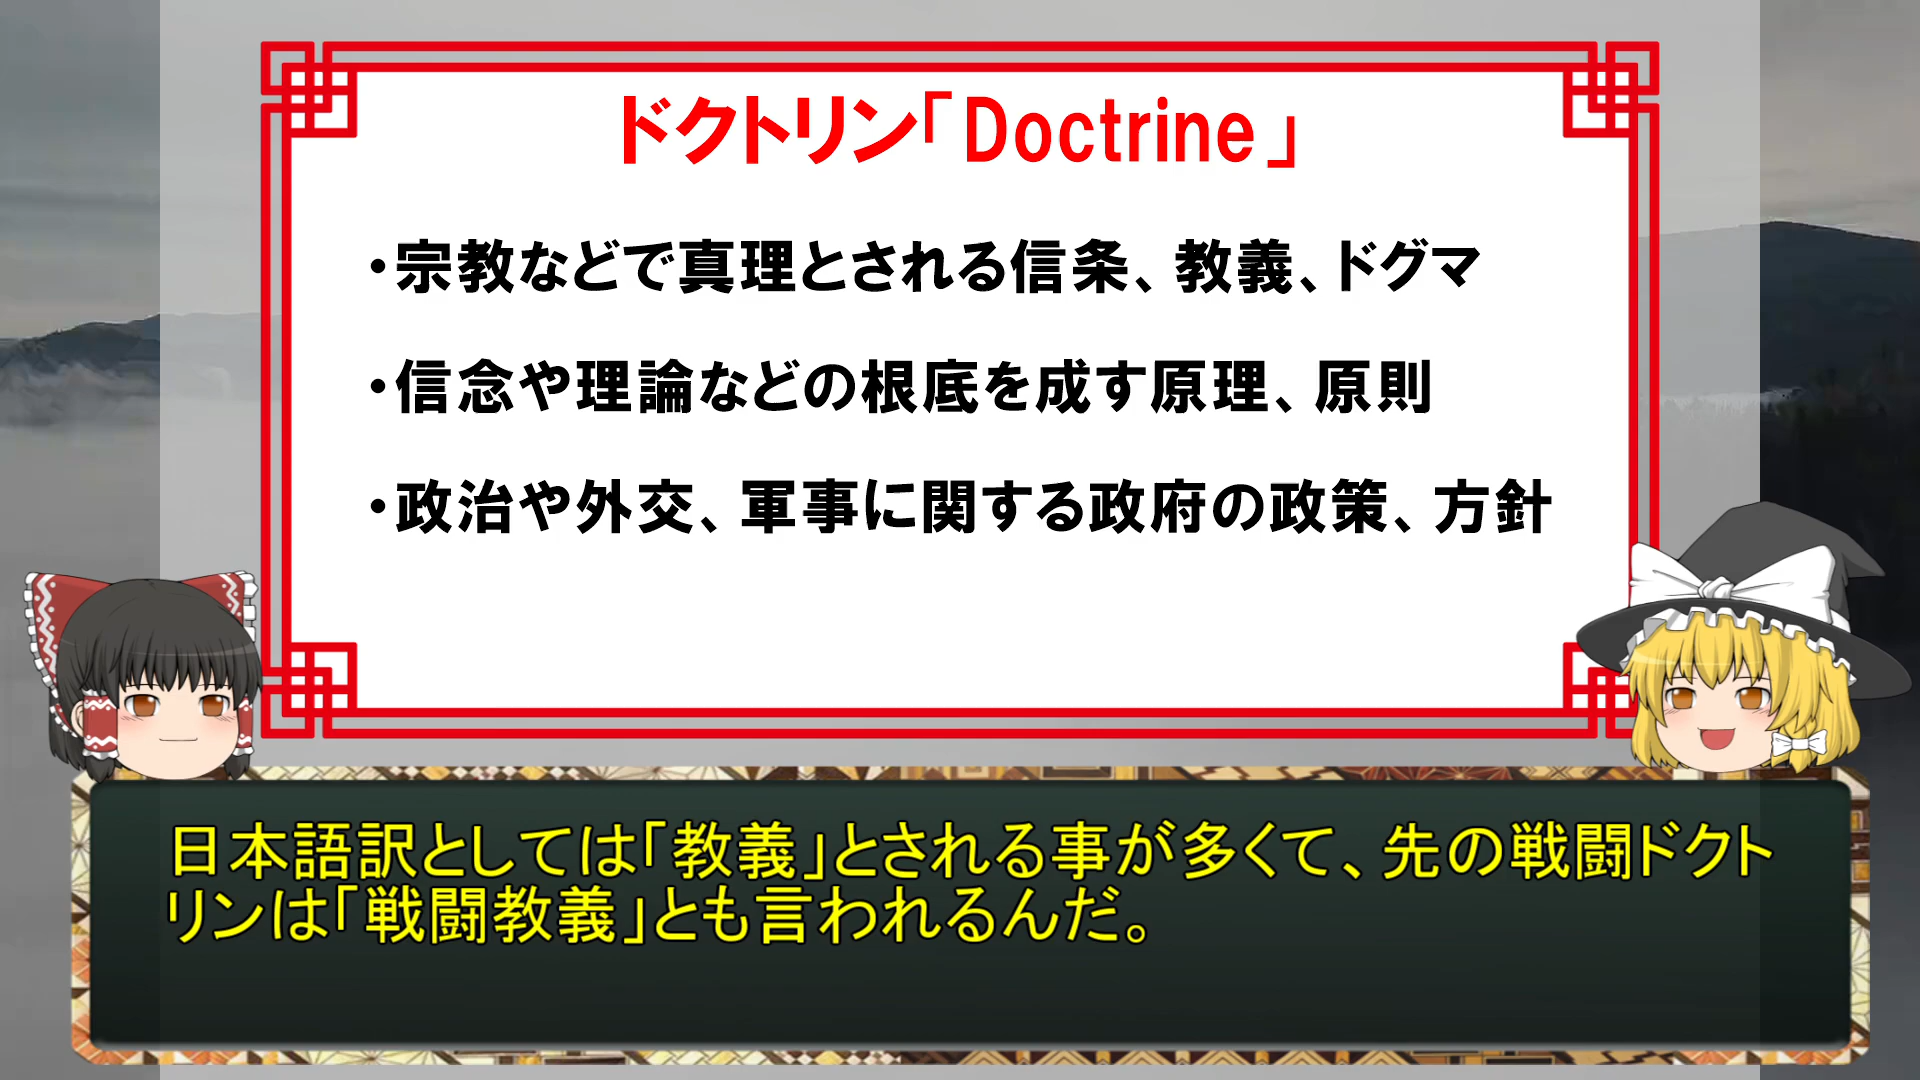 ドクトリン「Doctrine」
・宗教などで真理とされる信条、教義、ドグマ
・信念や理論などの根底を成す原理、原則
・政治や外交、軍事に関する政府の政策、方針
日本語訳としては「教義」とされる事が多くて、先の戦闘ドクト
リンは「戦闘教義」とも言われるんだ。